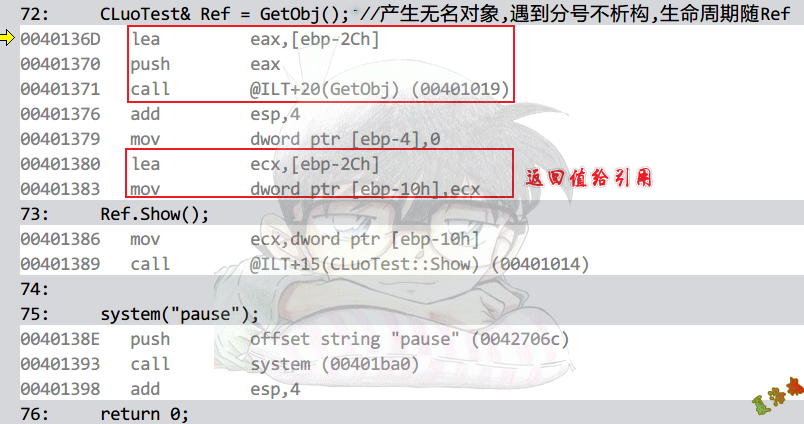 72: CLuoTest& Ref = GetObj(); //产生无名对象,遇到分号不析构,生命周期随Ref
0040136D lea eax,[ebp-2Ch]
00401370 push eax
00401371 call @ILT+20(GetObj) (00401019)
00401376 add esp,4
00401379 mov dword ptr [ebp-4],0
00401380 lea ecx,[ebp-2Ch]
00401383 mov dword ptr [ebp-10h],ecx
返回值给引用
73: Ref.Show();
00401386 mov ecx,dword ptr [ebp-10h]
00401389 call @ILT+15(CLuoTest::Show) (00401014)
74:
75: system("pause");
0040138E push offset string "pause" (0042706c)
00401393 call system (00401ba0)
00401398 add esp,4
76: return 0;